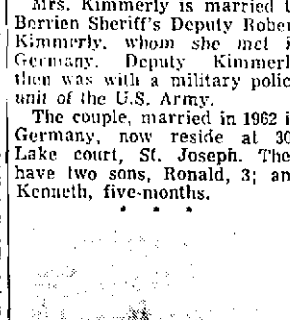 Mrs. Kimmerly is married
Berrien Sheriff's Deputy Rober
Kimmerly, whom she met i
Germany. Deputy Kimmerl
then was with a military polic
unit of the U.S. Army.
The couple, married in 1962 i
Germany, now reside at 30
Lake court, St. Joseph. The
have two sons, Ronald, 3; an
Kenneth, five-months.
* * *